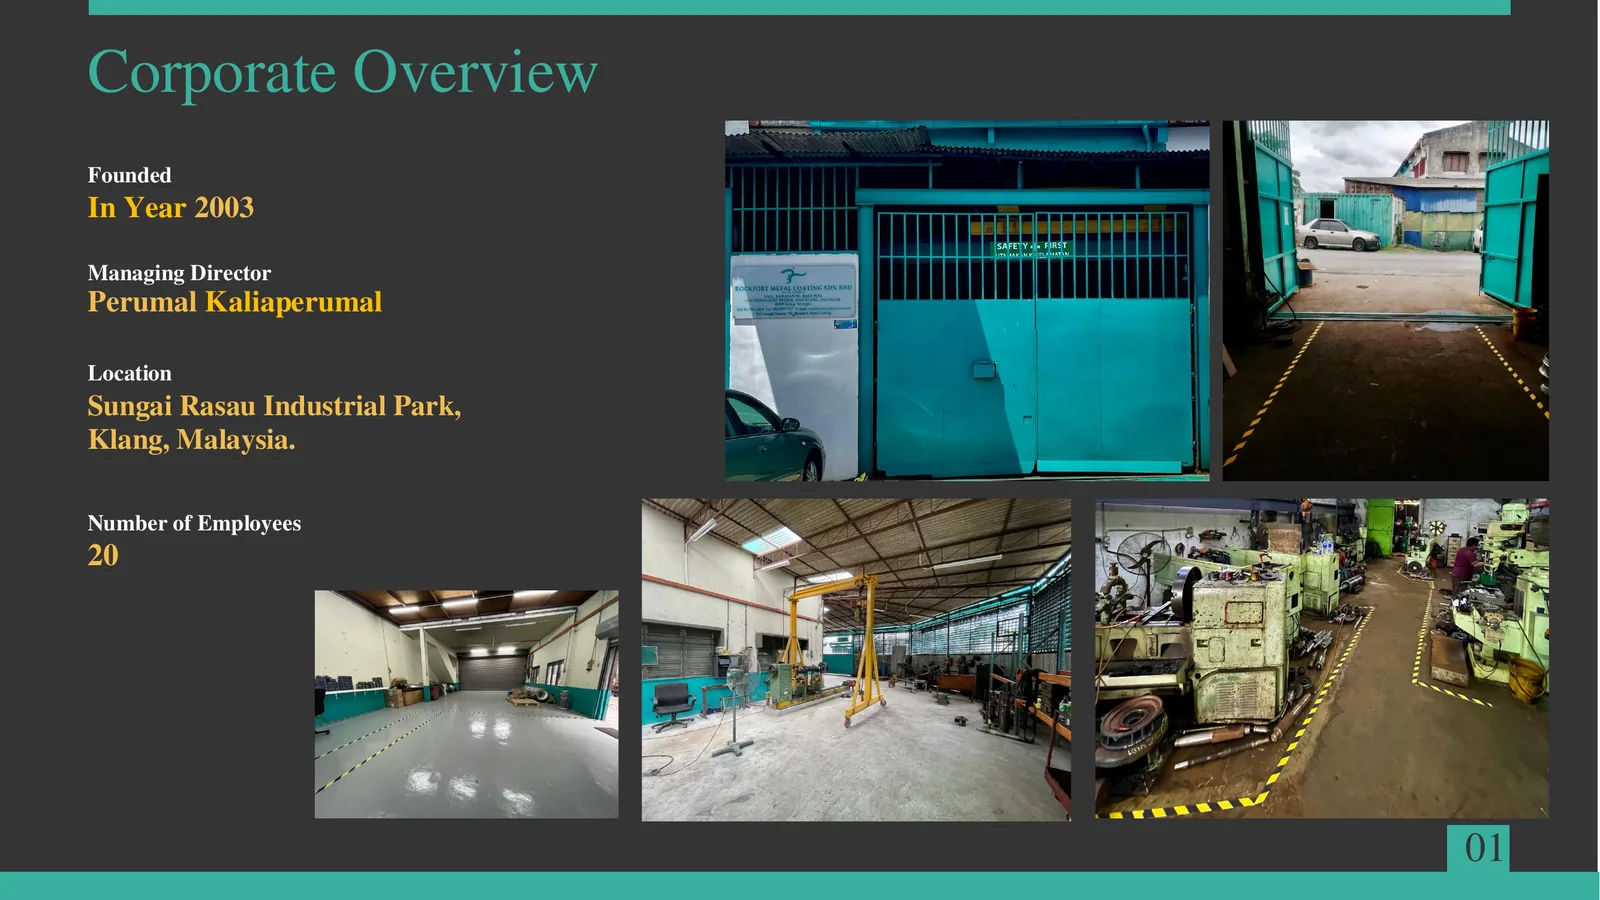 Corporate Overview
Founded
In Year 2003
Managing Director
Perumal Kaliaperumal
Location
Sungai Rasau Industrial Park,
Klang, Malaysia.
Number of Employees
20
SAFETY FIRST
ROCKFORT METAL COATING SDN BHD
01